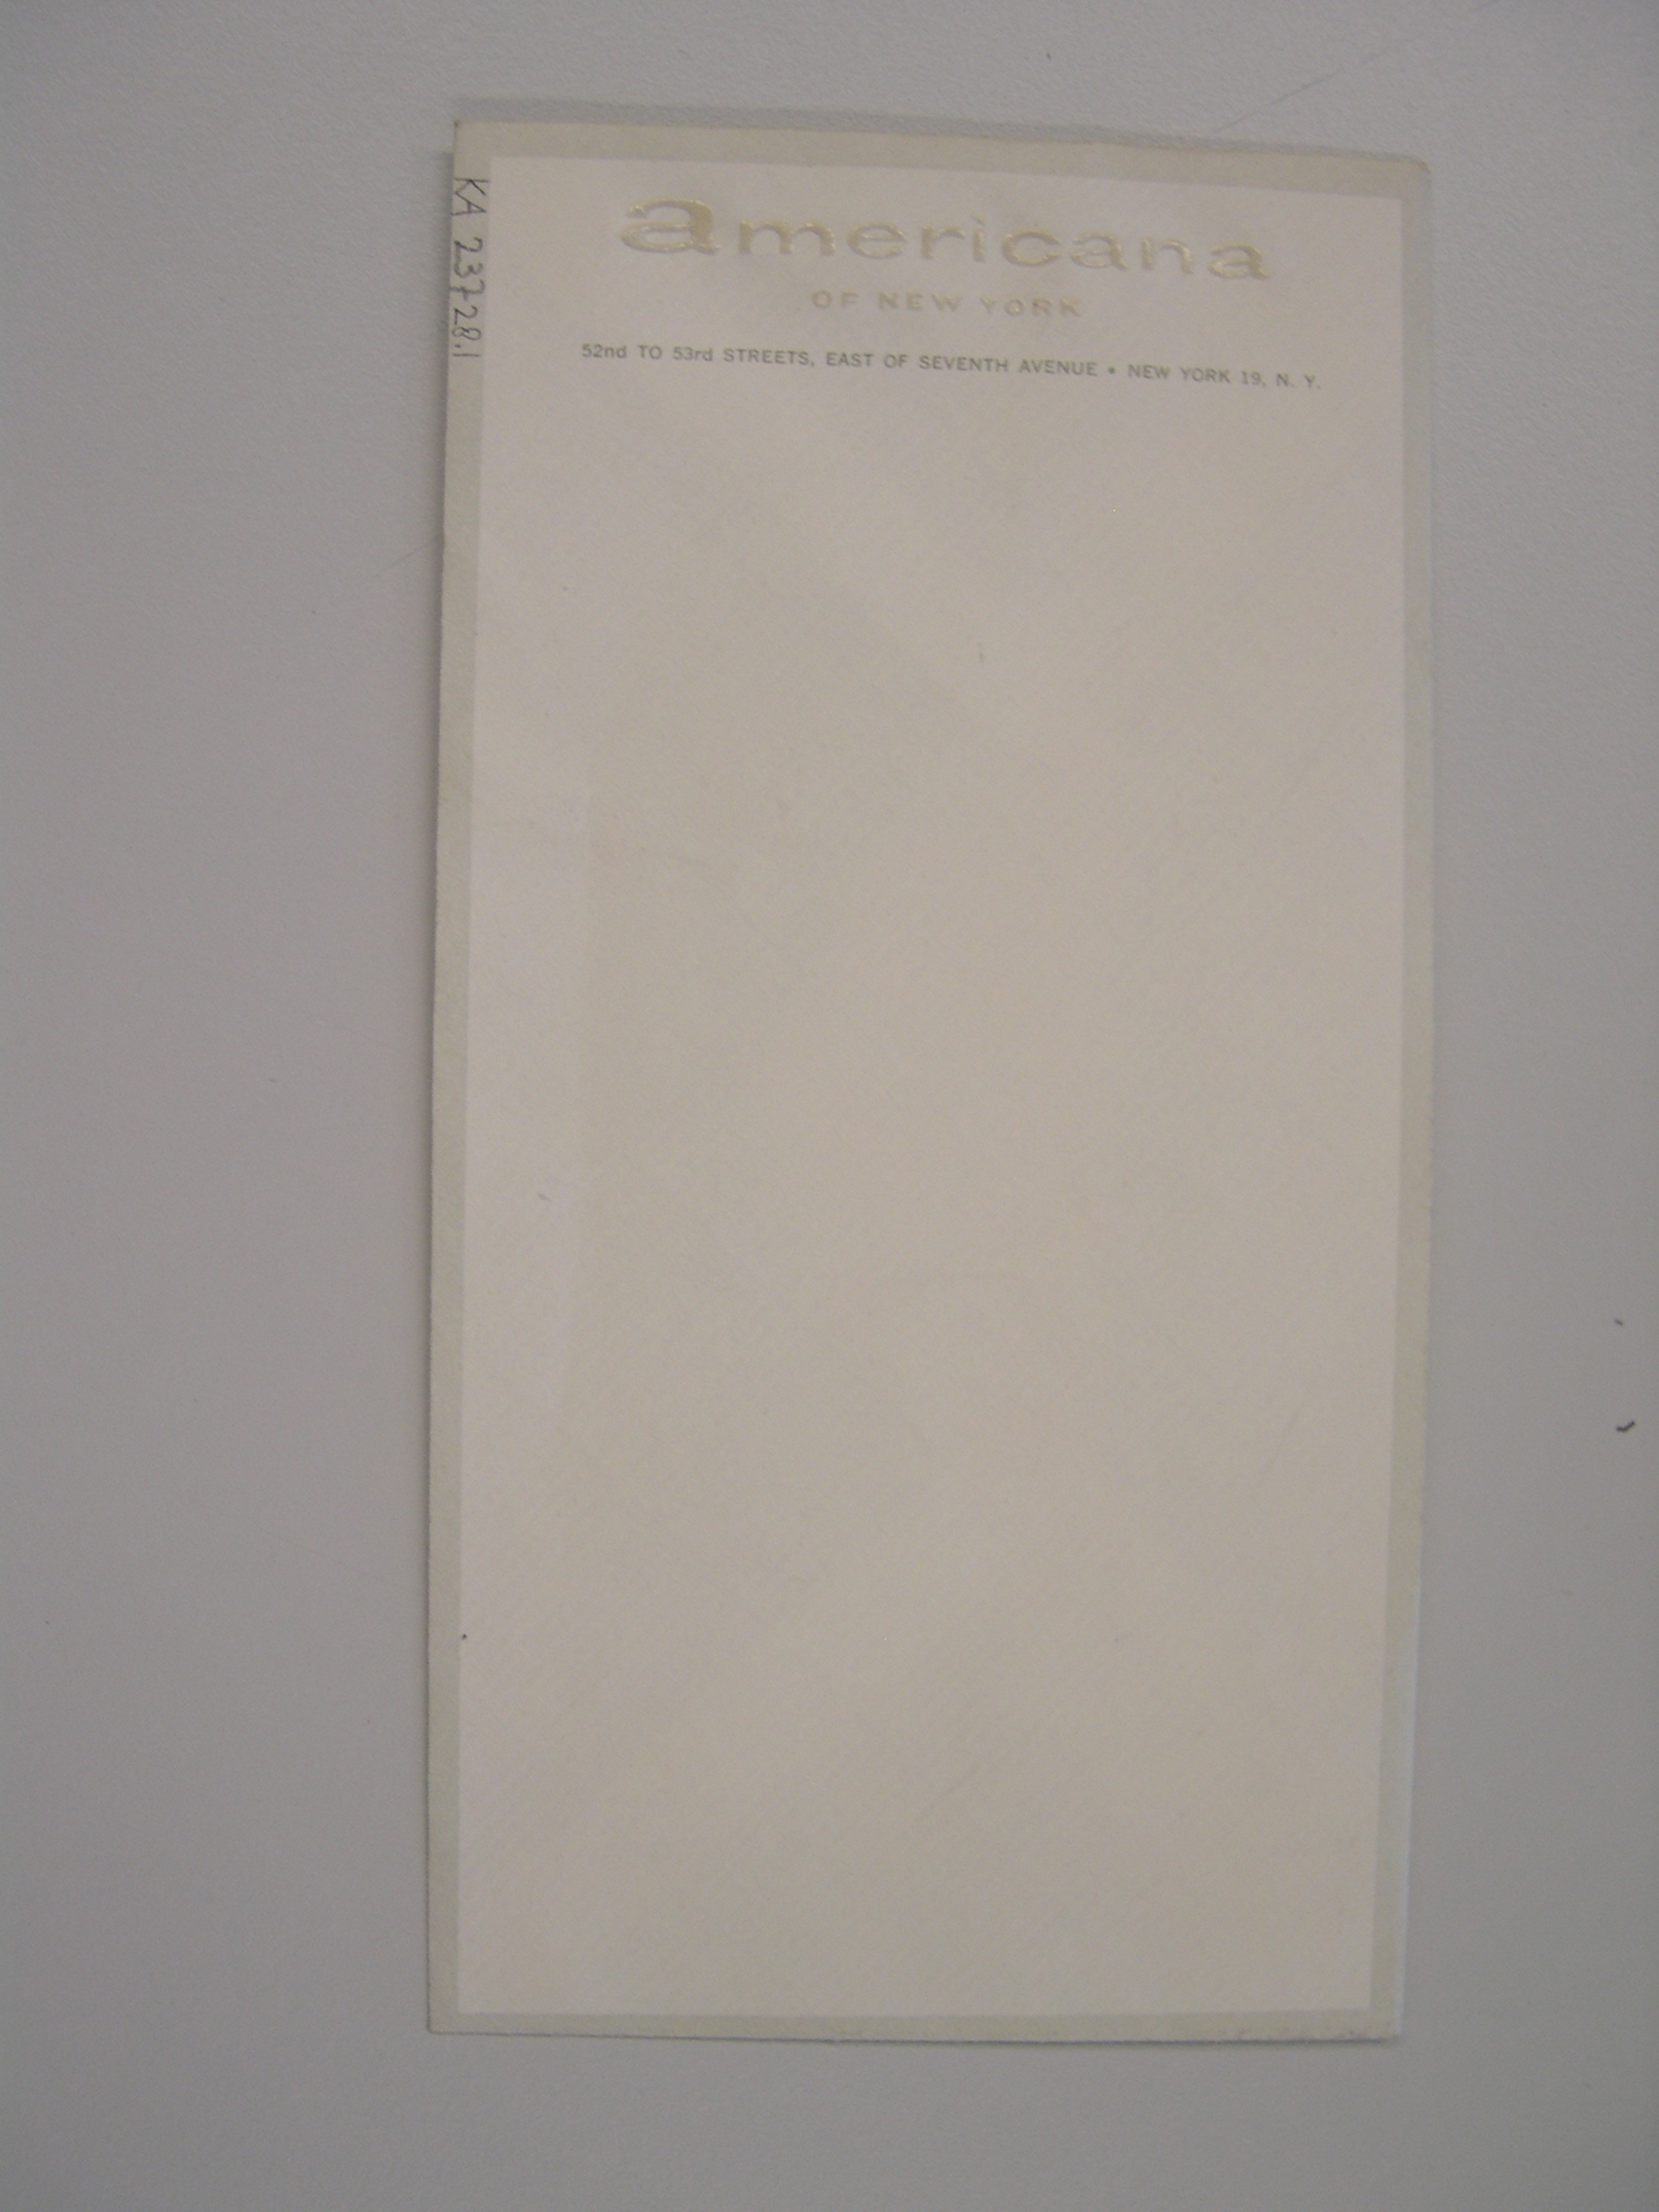 americana
OF NEW YORK
52nd TO 53rd STREETS, EAST OF SEVENTH AVENUE • NEW YORK 19, N. Y.
KA 23728.1